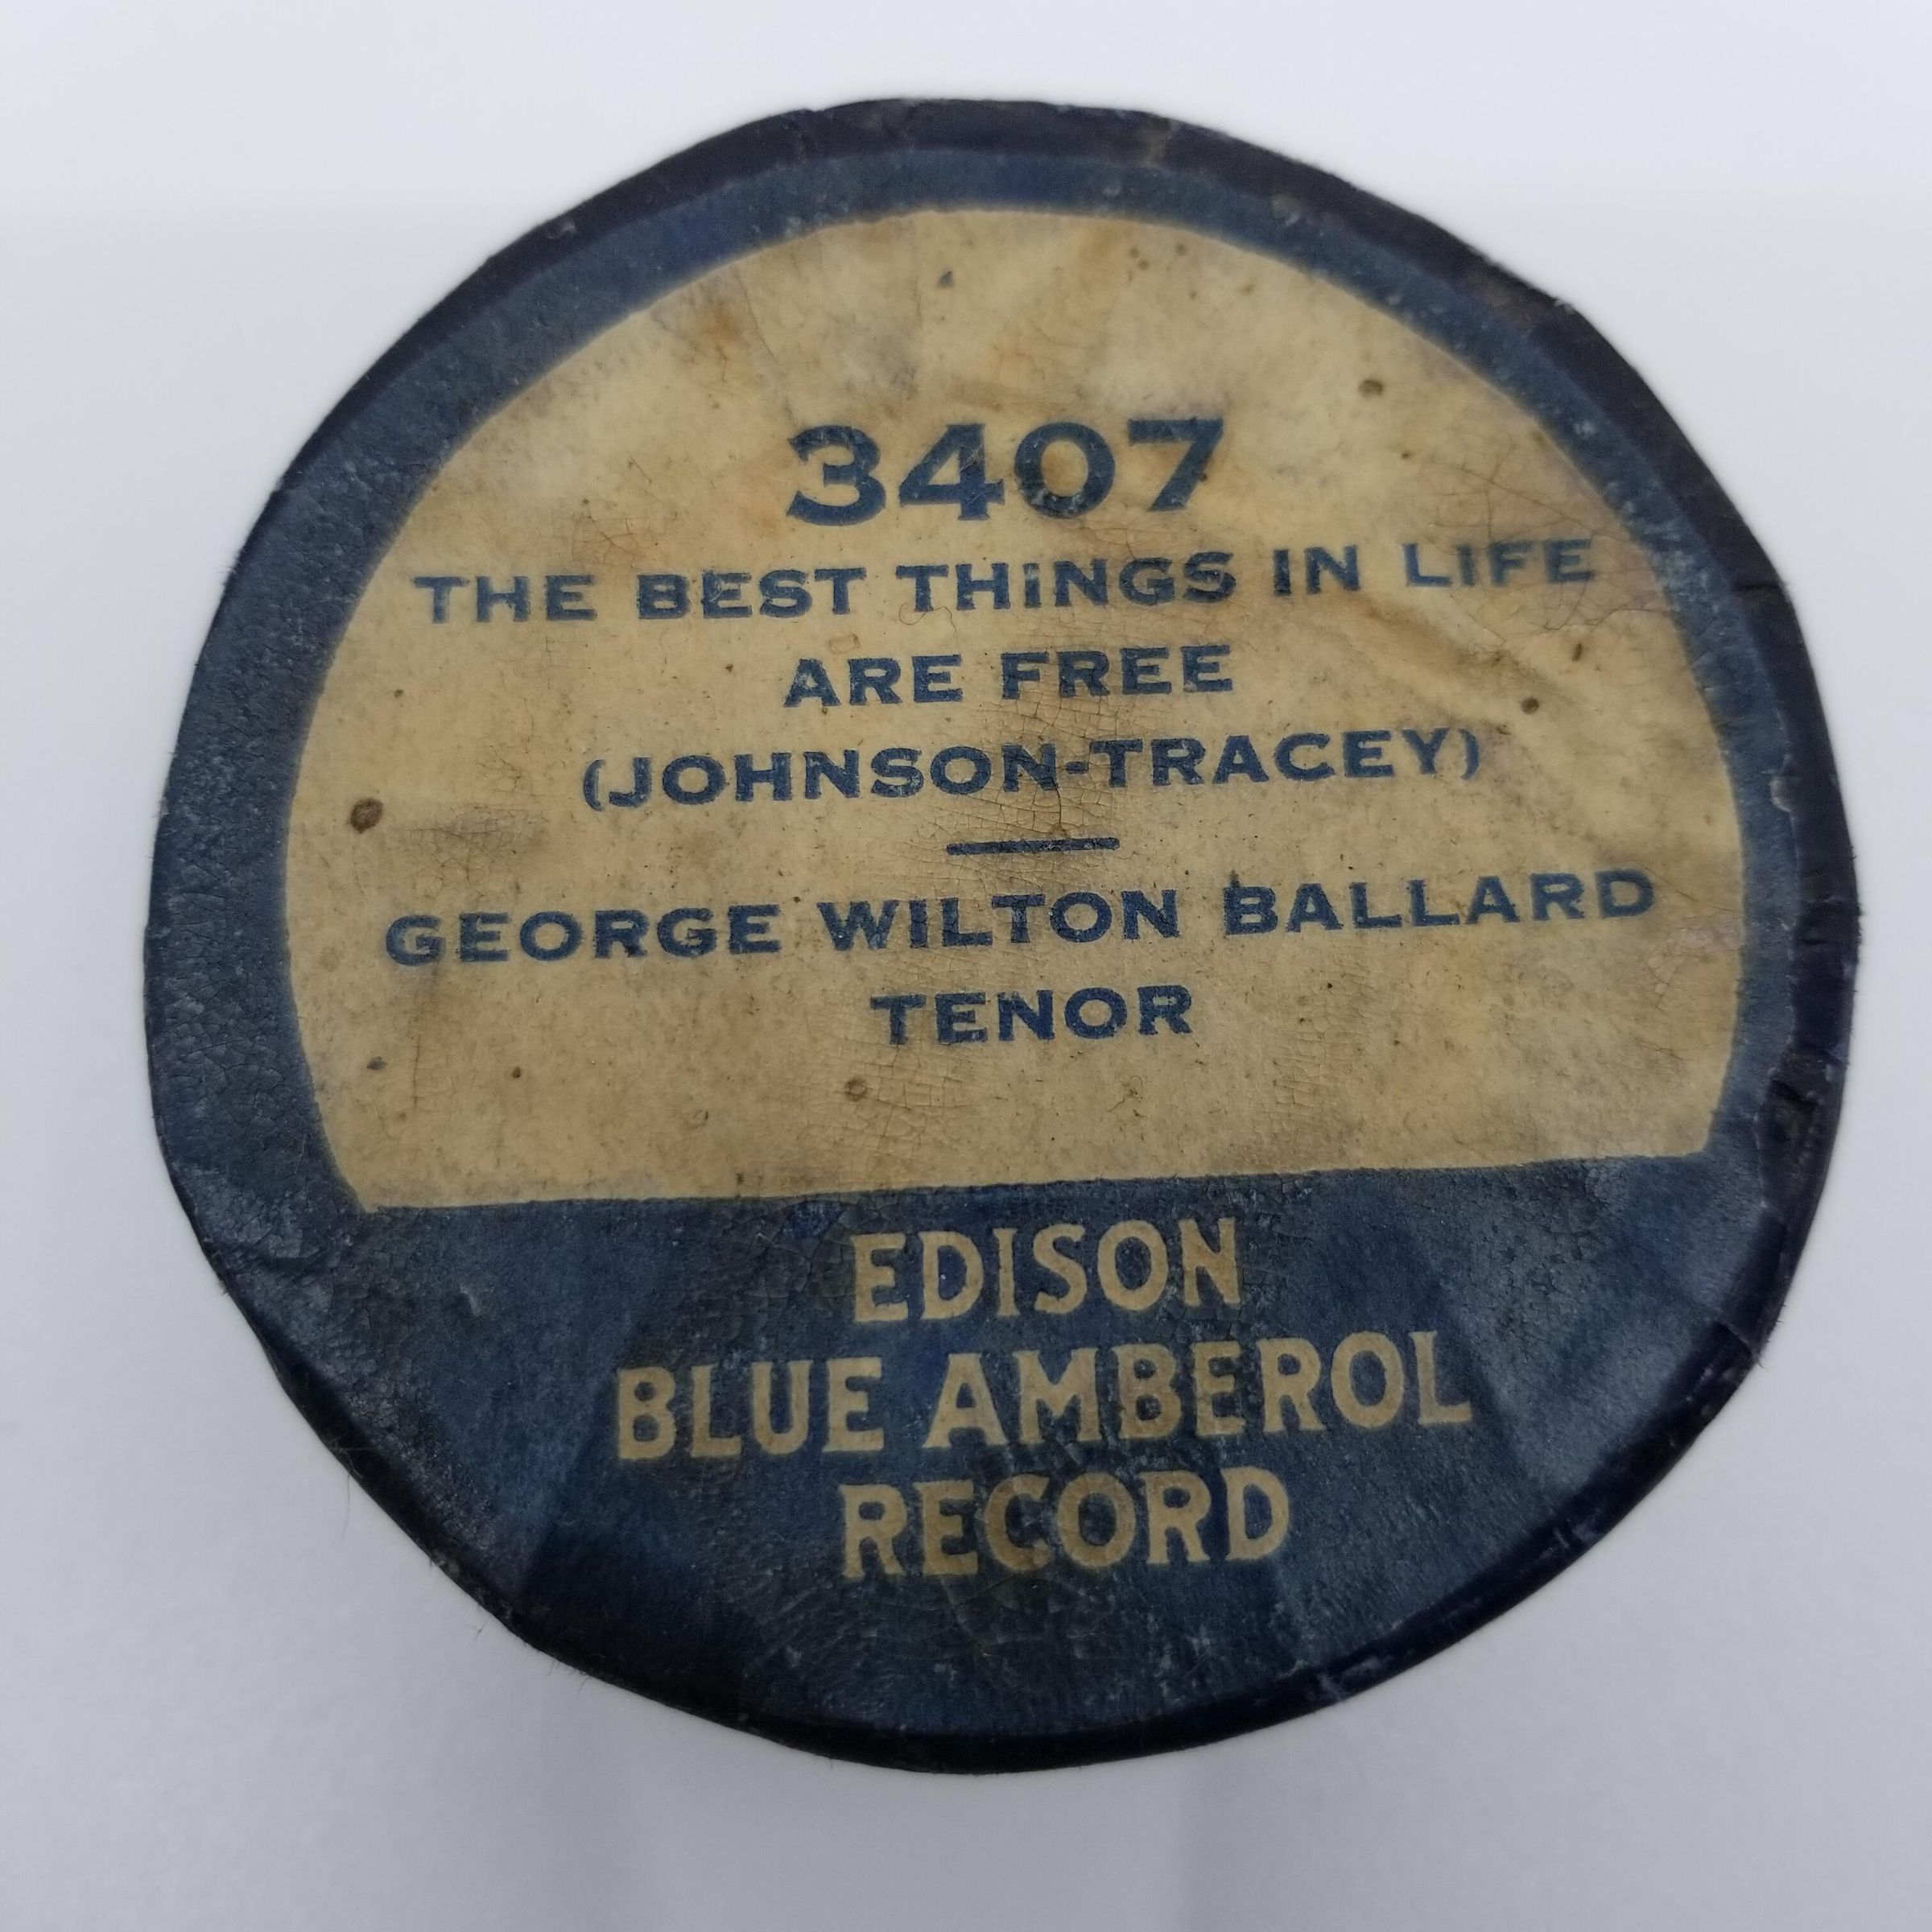 3407
THE BEST THINGS IN LIFE
ARE FREE
(JOHNSON-TRACEY)
GEORGE WILTON BALLARD
TENOR
EDISON
BLUE AMBEROL
RECORD